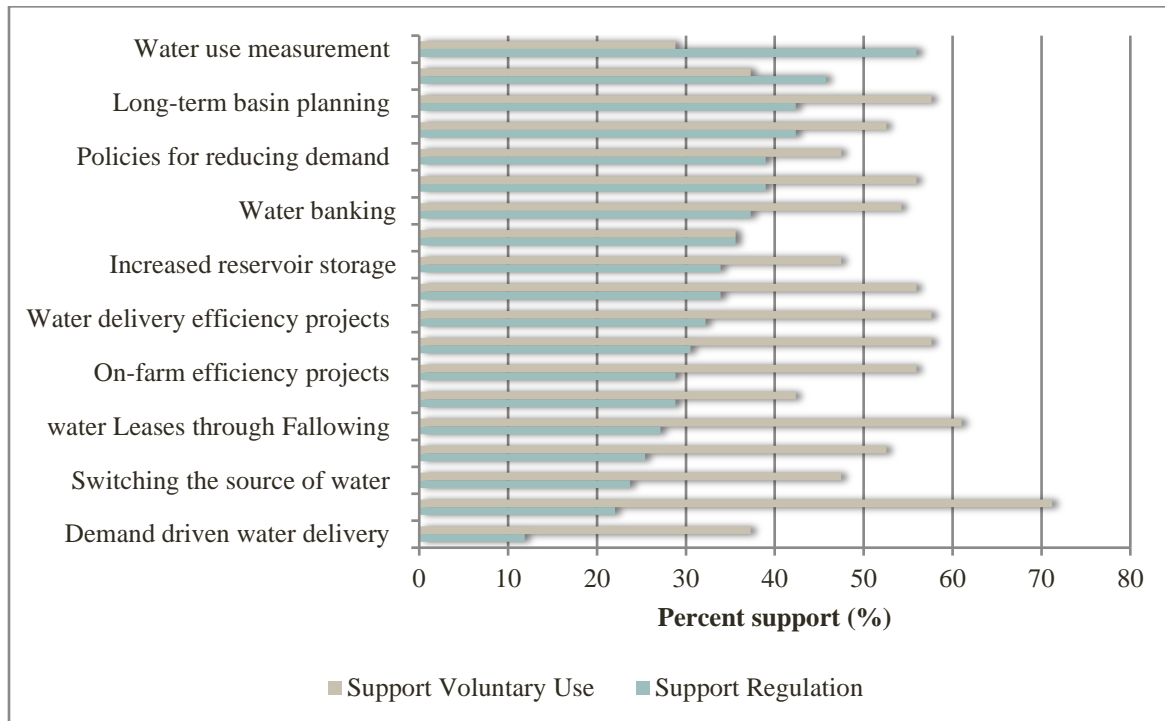 Water use measurement
Long-term basin planning
Policies for reducing demand
Water banking
Increased reservoir storage
Water delivery efficiency projects
On-farm efficiency projects
water Leases through Fallowing
Switching the source of water
Demand driven water delivery
0 10 20 30 40 50 60 70 80
Percent support (%)
Support Voluntary Use Support Regulation